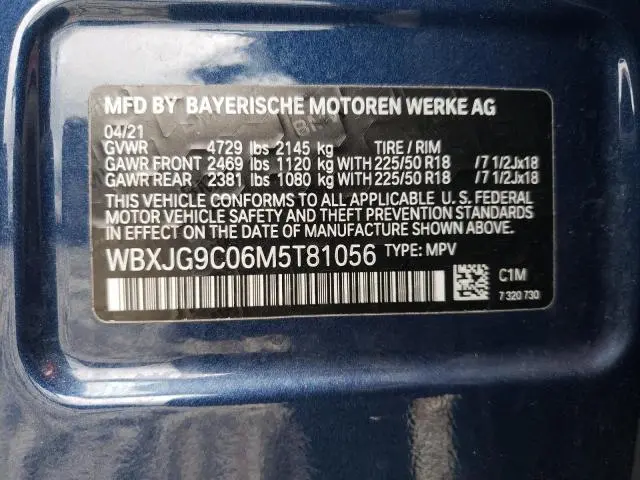 MFD BY BAYERISCHE MOTOREN WERKE AG
04/21
GVWR 4729 lbs 2145 kg TIRE / RIM
GAWR FRONT 2469 lbs 1120 kg WITH 225/50 R18 /7 1/2Jx18
GAWR REAR 2381 lbs 1080 kg WITH 225/50 R18 /7 1/2Jx18
THIS VEHICLE CONFORMS TO ALL APPLICABLE U. S. FEDERAL
MOTOR VEHICLE SAFETY AND THEFT PREVENTION
STANDARDS IN EFFECT ON THE DATE OF MANUFACTURE SHOWN ABOVE.
WBXJG9C06M5T81056 TYPE: MPV
C1M
7 320 730